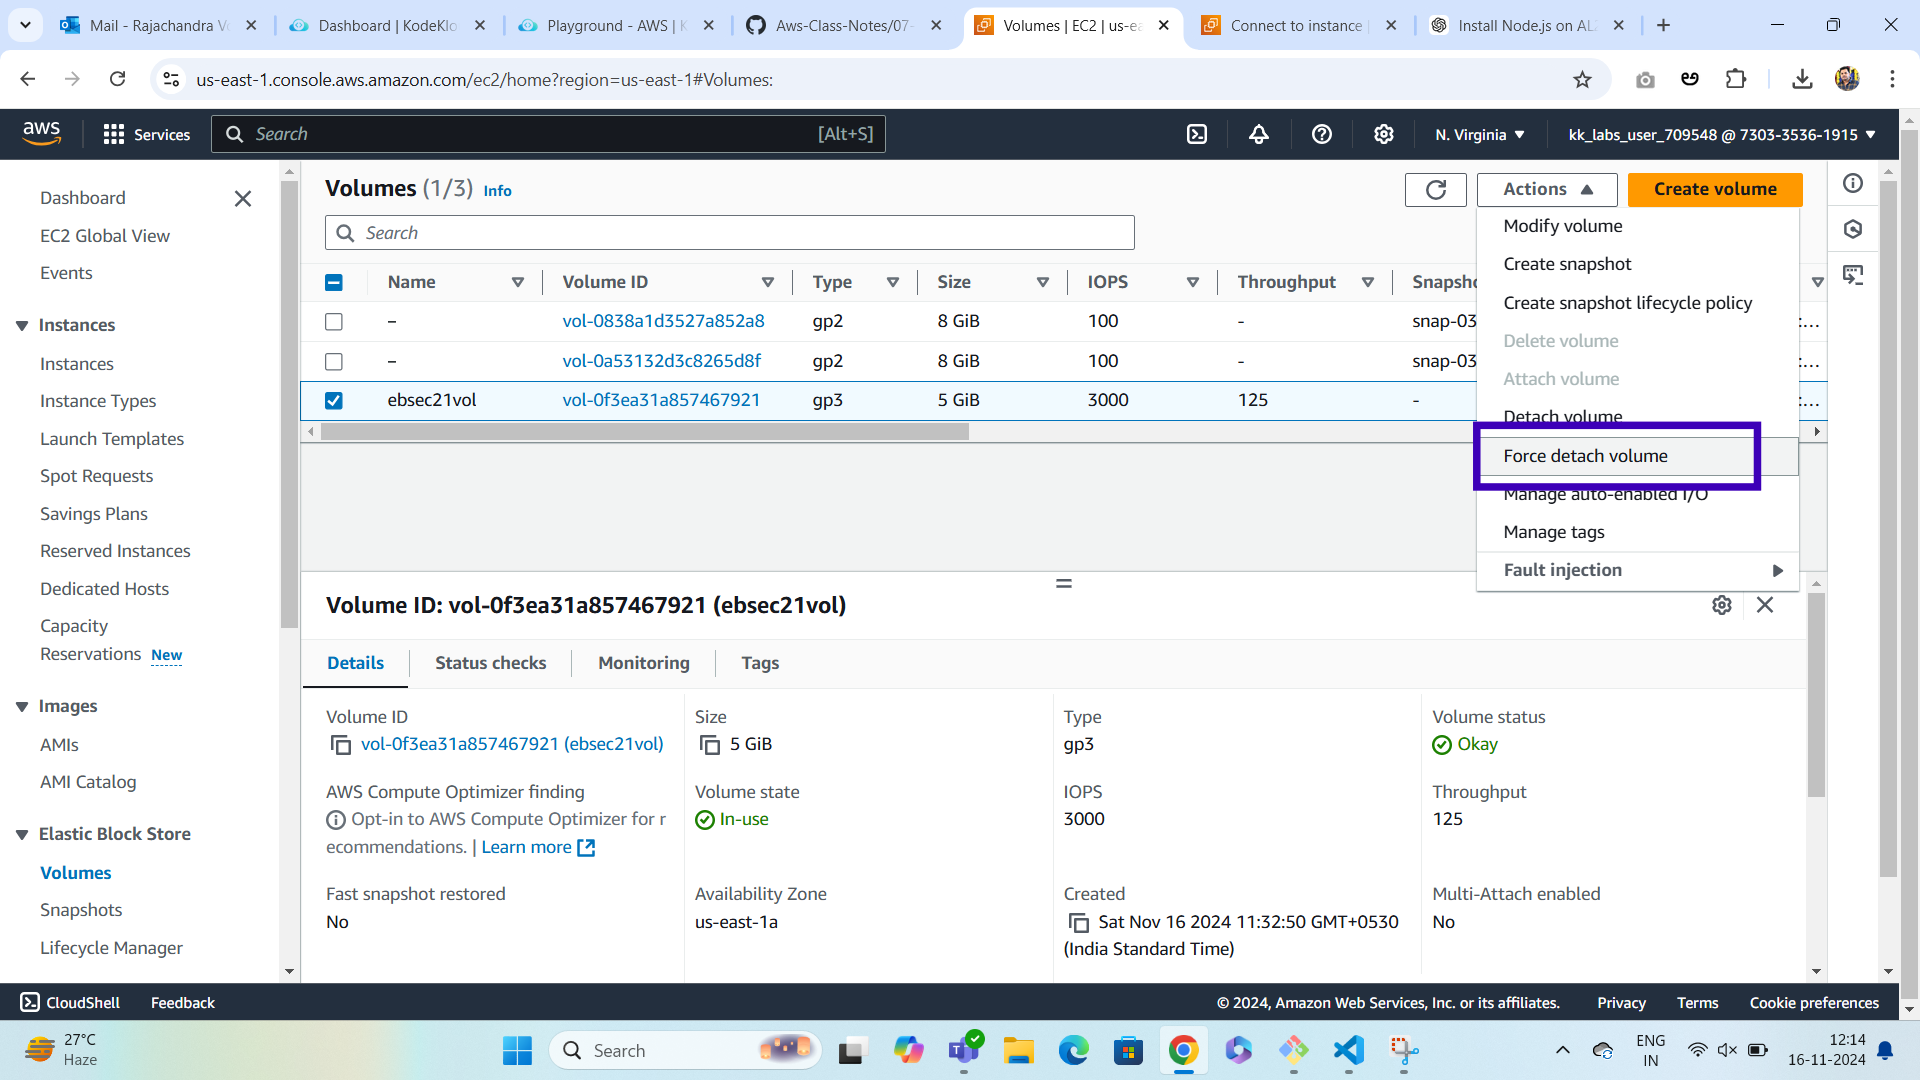 Mail - Rajachandra V
Dashboard | KodeKlo
Playground - AWS | K
Aws-Class-Notes/07-
Volumes | EC2 | us-ea
Connect to instance |
Install Node.js on AL2
us-east-1.console.aws.amazon.com/ec2/home?region=us-east-1#Volumes:
aws
Services
Search
[Alt+S]
N. Virginia
kk_labs_user_709548 @ 7303-3536-1915
Dashboard
EC2 Global View
Events
Instances
Instances
Instance Types
Launch Templates
Spot Requests
Savings Plans
Reserved Instances
Dedicated Hosts
Capacity
Reservations New
Images
AMIs
AMI Catalog
Elastic Block Store
Volumes
Snapshots
Lifecycle Manager
Volumes (1/3) Info
Actions
Create volume
Search
Name Volume ID Type Size IOPS Throughput Snapsho
– vol-0838a1d3527a852a8 gp2 8 GiB 100 - snap-03 :...
– vol-0a53132d3c8265d8f gp2 8 GiB 100 - snap-03 :...
ebsec21vol vol-0f3ea31a857467921 gp3 5 GiB 3000 125 - :...
Modify volume
Create snapshot
Create snapshot lifecycle policy
Delete volume
Attach volume
Detach volume
Force detach volume
Manage auto-enabled I/O
Manage tags
Fault injection
Volume ID: vol-0f3ea31a857467921 (ebsec21vol)
Details
Status checks
Monitoring
Tags
Volume ID
vol-0f3ea31a857467921 (ebsec21vol)
Size
5 GiB
Type
gp3
Volume status
Okay
AWS Compute Optimizer finding
Opt-in to AWS Compute Optimizer for r
ecommendations. | Learn more
Volume state
In-use
IOPS
3000
Throughput
125
Fast snapshot restored
No
Availability Zone
us-east-1a
Created
Sat Nov 16 2024 11:32:50 GMT+0530
(India Standard Time)
Multi-Attach enabled
No
CloudShell
Feedback
© 2024, Amazon Web Services, Inc. or its affiliates.
Privacy
Terms
Cookie preferences
27°C
Haze
Search
ENG
IN
12:14
16-11-2024